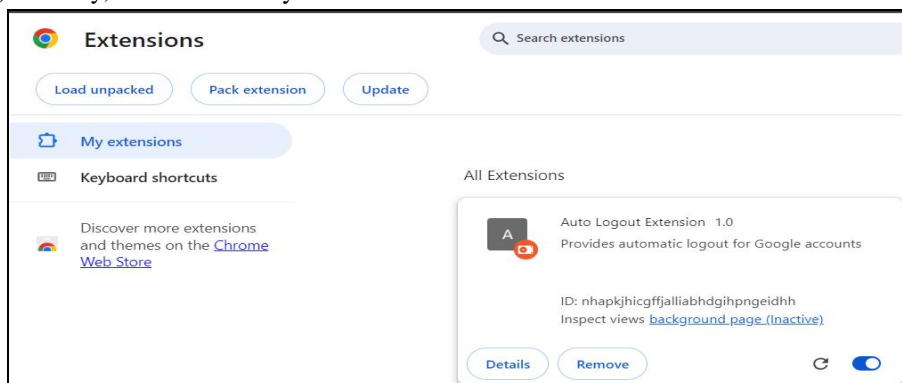 Extensions
Search extensions
Load unpacked
Pack extension
Update
My extensions
Keyboard shortcuts
Discover more extensions
and themes on the Chrome
Web Store
All Extensions
A
Auto Logout Extension 1.0
Provides automatic logout for Google accounts
ID: nhapkjhicgffjalliabhdgihpngeidhh
Inspect views background page (Inactive)
Details
Remove